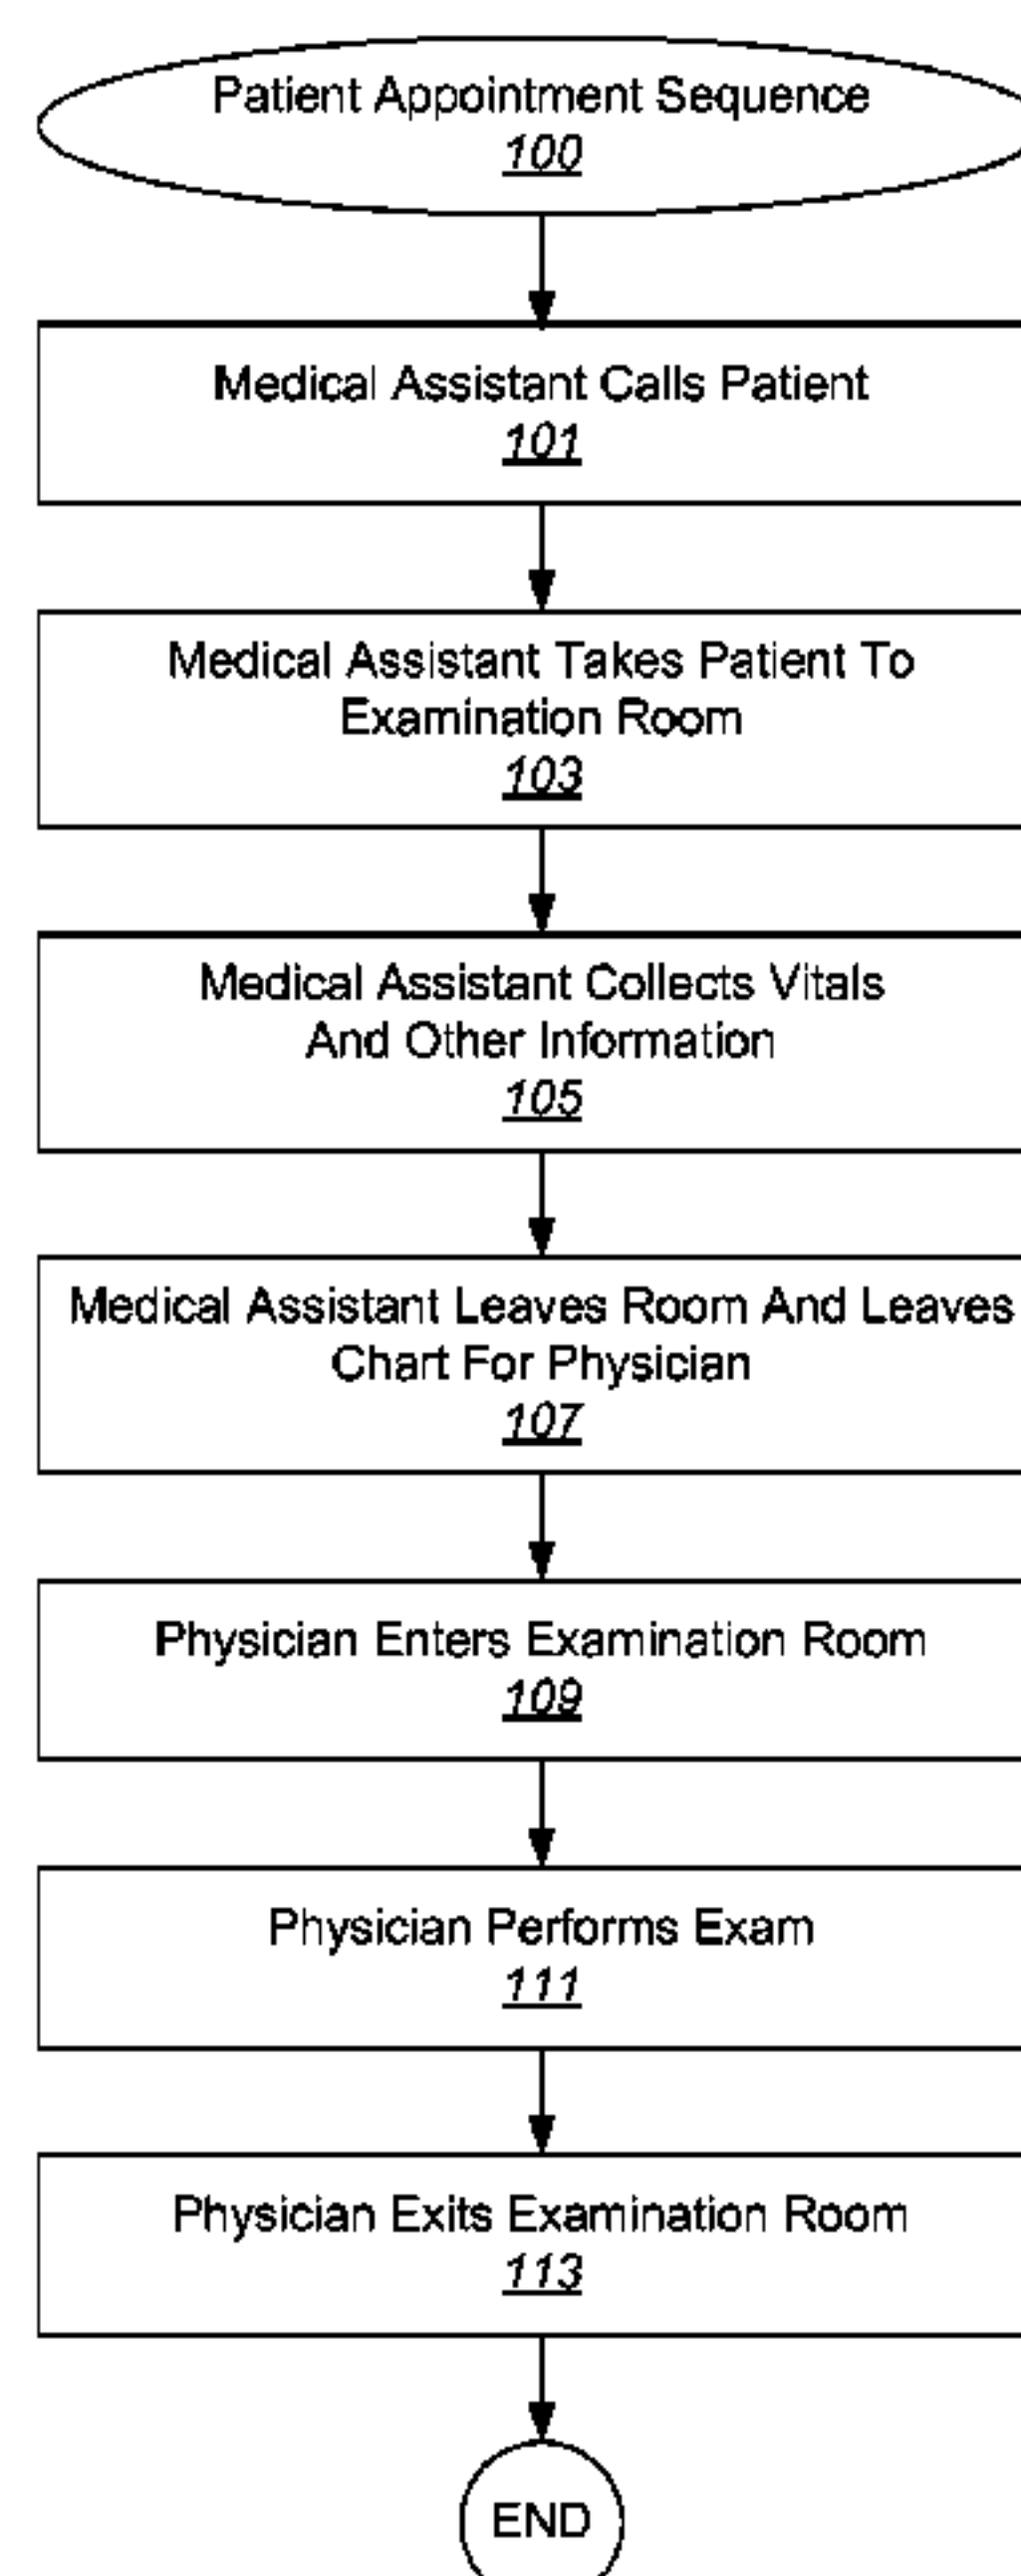 Patient Appointment Sequence
100
Medical Assistant Calls Patient
101
Medical Assistant Takes Patient To
Examination Room
103
Medical Assistant Collects Vitals
And Other Information
105
Medical Assistant Leaves Room And Leaves
Chart For Physician
107
Physician Enters Examination Room
109
Physician Performs Exam
111
Physician Exits Examination Room
113
END